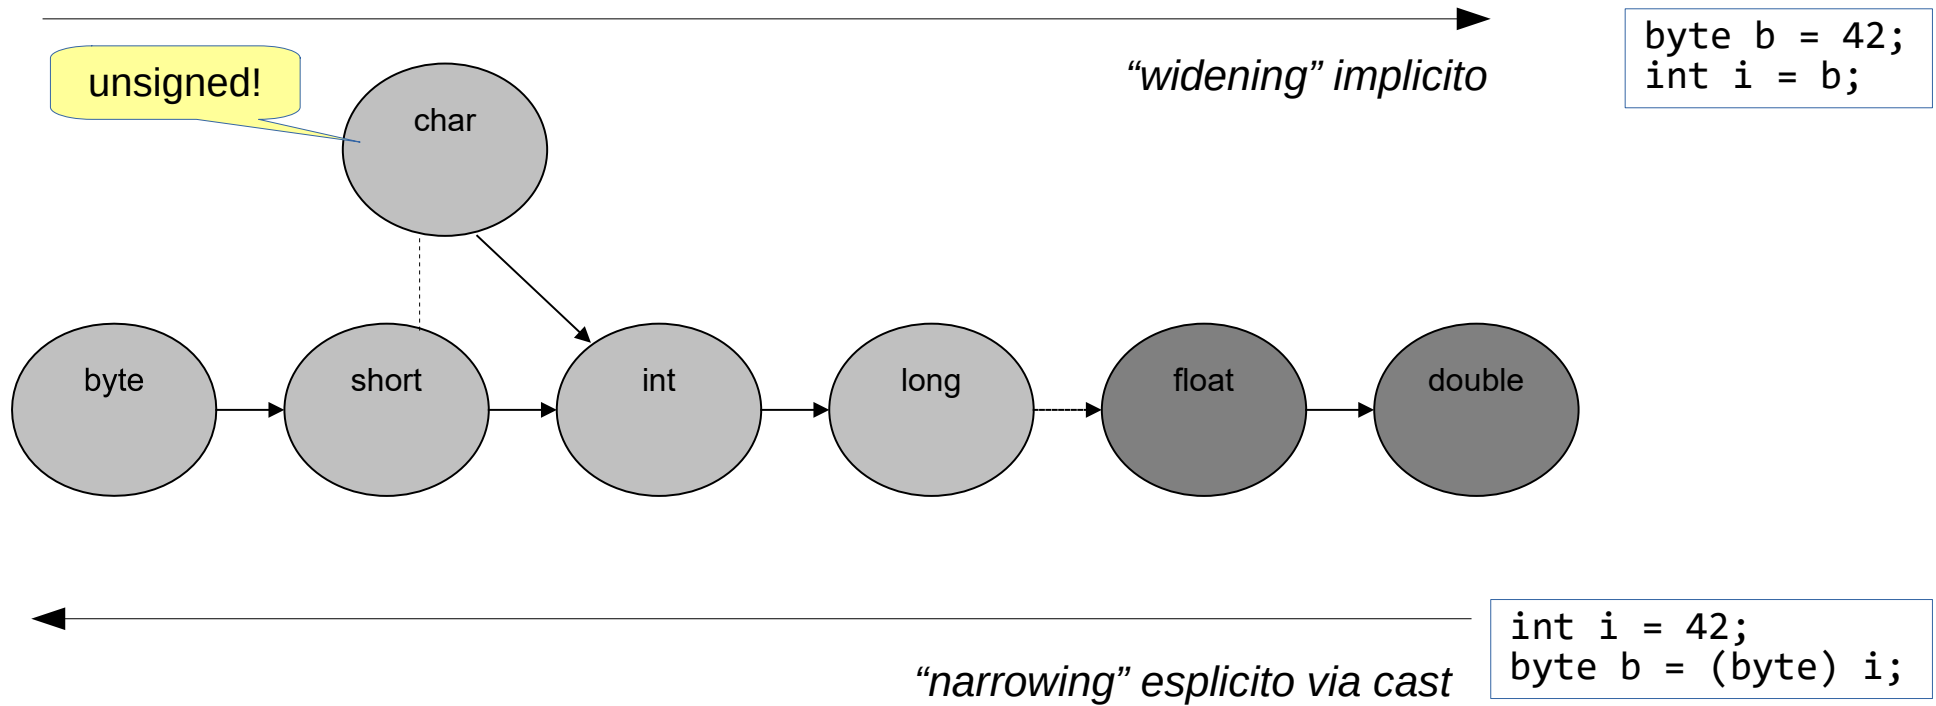 “widening” implicito
byte b = 42;
int i = b;
unsigned!
char
byte
short
int
long
float
double
“narrowing” esplicito via cast
int i = 42;
byte b = (byte) i;